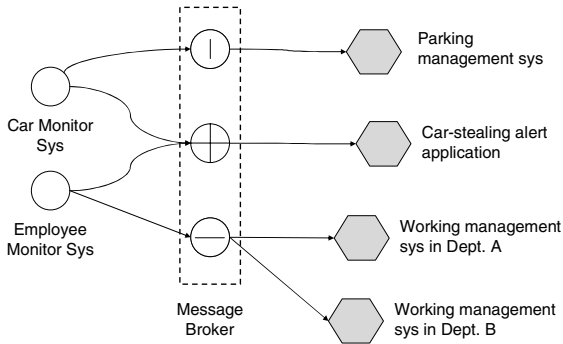 Parking
management sys
Car Monitor
Sys
Car-stealing alert
application
Employee
Monitor Sys
Working management
sys in Dept. A
Message
Broker
Working management
sys in Dept. B